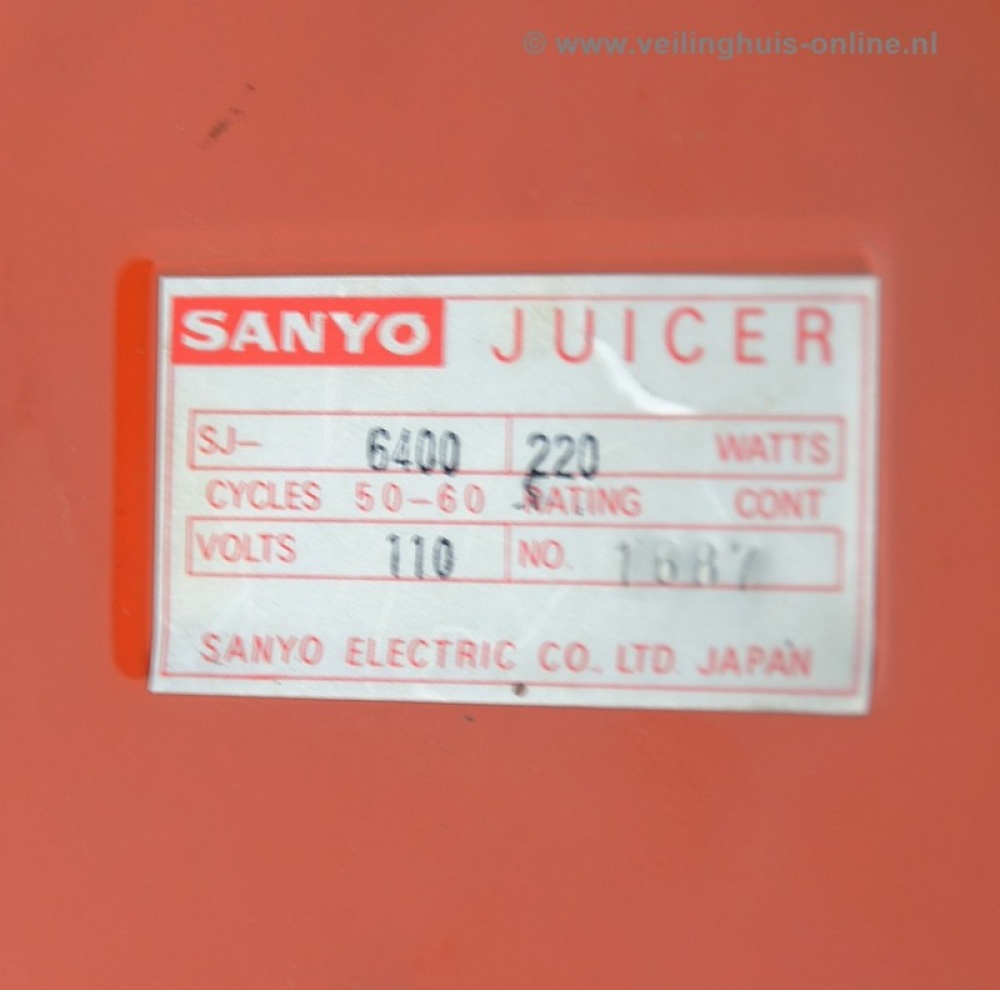 © www.veilinghuis-online.nl
SANYO JUICER
SJ- 6400 220 WATTS
CYCLES 50-60 RATING CONT
VOLTS 110 NO. 1687
SANYO ELECTRIC CO., LTD. JAPAN